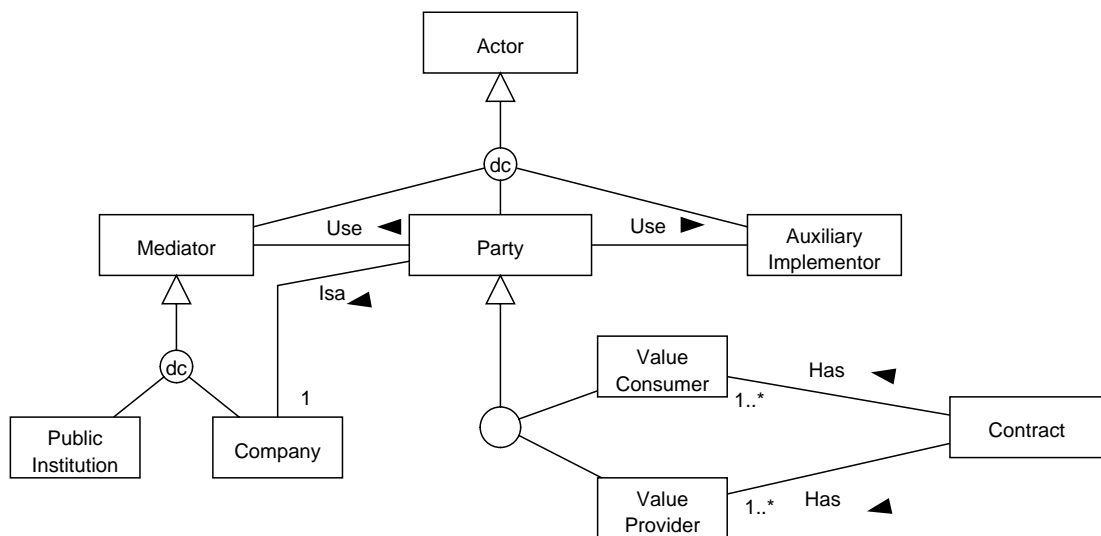 Actor
dc
Use
Use
Mediator
Party
Auxiliary
Implementor
Isa
dc
Value
Consumer
Has
1
1..*
Public
Institution
Company
Contract
Value
Provider
1..*
Has